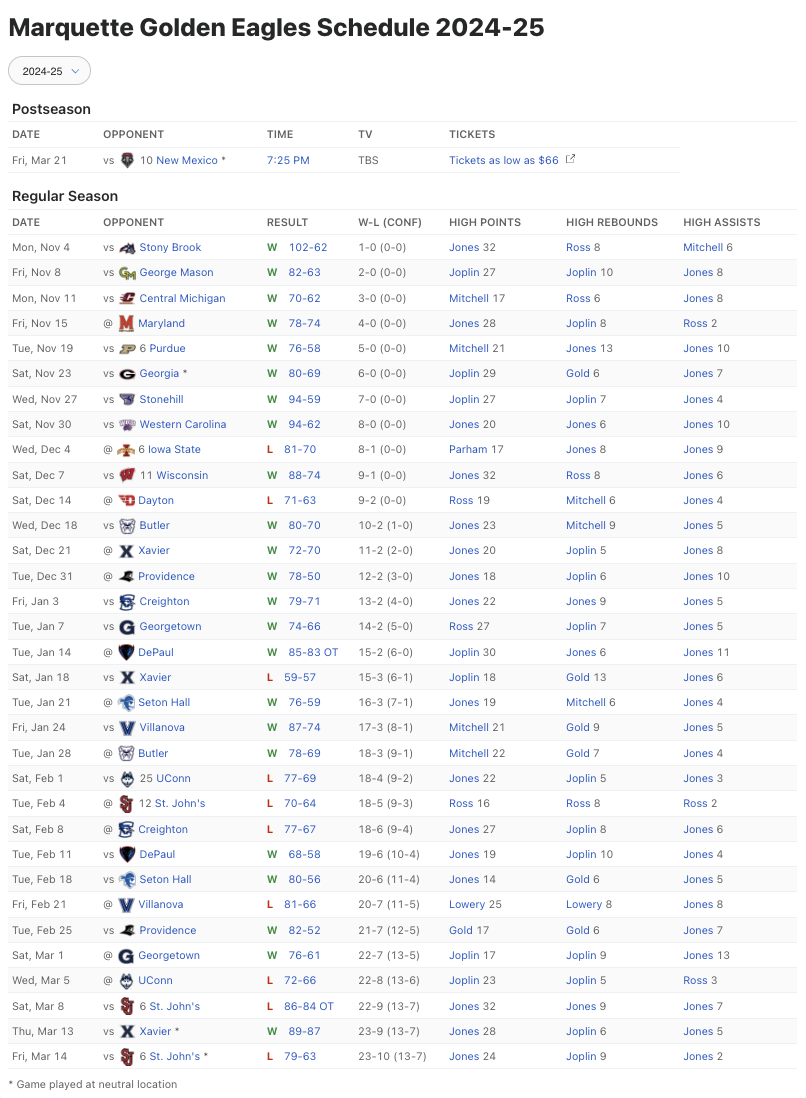 Marquette Golden Eagles Schedule 2024-25
2024-25
Postseason
DATE OPPONENT TIME TV TICKETS
Fri, Mar 21 vs 10 New Mexico * 7:25 PM TBS Tickets as low as $66
Regular Season
DATE OPPONENT RESULT W-L (CONF) HIGH POINTS HIGH REBOUNDS HIGH ASSISTS
Mon, Nov 4 vs Stony Brook W 102-62 1-0 (0-0) Jones 32 Ross 8 Mitchell 6
Fri, Nov 8 vs George Mason W 82-63 2-0 (0-0) Joplin 27 Joplin 10 Jones 8
Mon, Nov 11 vs Central Michigan W 70-62 3-0 (0-0) Mitchell 17 Ross 6 Jones 8
Fri, Nov 15 @ Maryland W 78-74 4-0 (0-0) Jones 28 Joplin 8 Ross 2
Tue, Nov 19 vs 6 Purdue W 76-58 5-0 (0-0) Mitchell 21 Jones 13 Jones 10
Sat, Nov 23 vs Georgia * W 80-69 6-0 (0-0) Joplin 29 Gold 6 Jones 7
Wed, Nov 27 vs Stonehill W 94-59 7-0 (0-0) Joplin 27 Joplin 7 Jones 4
Sat, Nov 30 vs Western Carolina W 94-62 8-0 (0-0) Jones 20 Jones 6 Jones 10
Wed, Dec 4 @ 6 Iowa State L 81-70 8-1 (0-0) Parham 17 Jones 8 Jones 9
Sat, Dec 7 vs 11 Wisconsin W 88-74 9-1 (0-0) Jones 32 Ross 8 Jones 6
Sat, Dec 14 @ Dayton L 71-63 9-2 (0-0) Ross 19 Mitchell 6 Jones 4
Wed, Dec 18 vs Butler W 80-70 10-2 (1-0) Jones 23 Mitchell 9 Jones 5
Sat, Dec 21 @ Xavier W 72-70 11-2 (2-0) Jones 20 Joplin 5 Jones 8
Tue, Dec 31 @ Providence W 78-50 12-2 (3-0) Jones 18 Joplin 6 Jones 10
Fri, Jan 3 vs Creighton W 79-71 13-2 (4-0) Jones 22 Jones 9 Jones 5
Tue, Jan 7 vs Georgetown W 74-66 14-2 (5-0) Ross 27 Joplin 7 Jones 5
Tue, Jan 14 @ DePaul W 85-83 OT 15-2 (6-0) Joplin 30 Jones 6 Jones 11
Sat, Jan 18 vs Xavier L 59-57 15-3 (6-1) Joplin 18 Gold 13 Jones 6
Tue, Jan 21 @ Seton Hall W 76-59 16-3 (7-1) Jones 19 Mitchell 6 Jones 4
Fri, Jan 24 vs Villanova W 87-74 17-3 (8-1) Mitchell 21 Gold 9 Jones 5
Tue, Jan 28 @ Butler W 78-69 18-3 (9-1) Mitchell 22 Gold 7 Jones 4
Sat, Feb 1 vs 25 UConn L 77-69 18-4 (9-2) Jones 22 Joplin 5 Jones 3
Tue, Feb 4 @ 12 St. John's L 70-64 18-5 (9-3) Ross 16 Ross 8 Ross 2
Sat, Feb 8 @ Creighton L 77-67 18-6 (9-4) Jones 27 Joplin 8 Jones 6
Tue, Feb 11 vs DePaul W 68-58 19-6 (10-4) Jones 19 Joplin 10 Jones 4
Tue, Feb 18 vs Seton Hall W 80-56 20-6 (11-4) Jones 14 Gold 6 Jones 5
Fri, Feb 21 @ Villanova L 81-66 20-7 (11-5) Lowery 25 Lowery 8 Jones 8
Tue, Feb 25 vs Providence W 82-52 21-7 (12-5) Gold 17 Gold 6 Jones 7
Sat, Mar 1 @ Georgetown W 76-61 22-7 (13-5) Joplin 17 Joplin 9 Jones 13
Wed, Mar 5 @ UConn L 72-66 22-8 (13-6) Joplin 23 Joplin 5 Ross 3
Sat, Mar 8 vs 6 St. John's L 86-84 OT 22-9 (13-7) Jones 32 Jones 9 Jones 7
Thu, Mar 13 vs Xavier * W 89-87 23-9 (13-7) Jones 28 Joplin 6 Jones 5
Fri, Mar 14 vs 6 St. John's * L 79-63 23-10 (13-7) Jones 24 Joplin 9 Jones 2
* Game played at neutral location